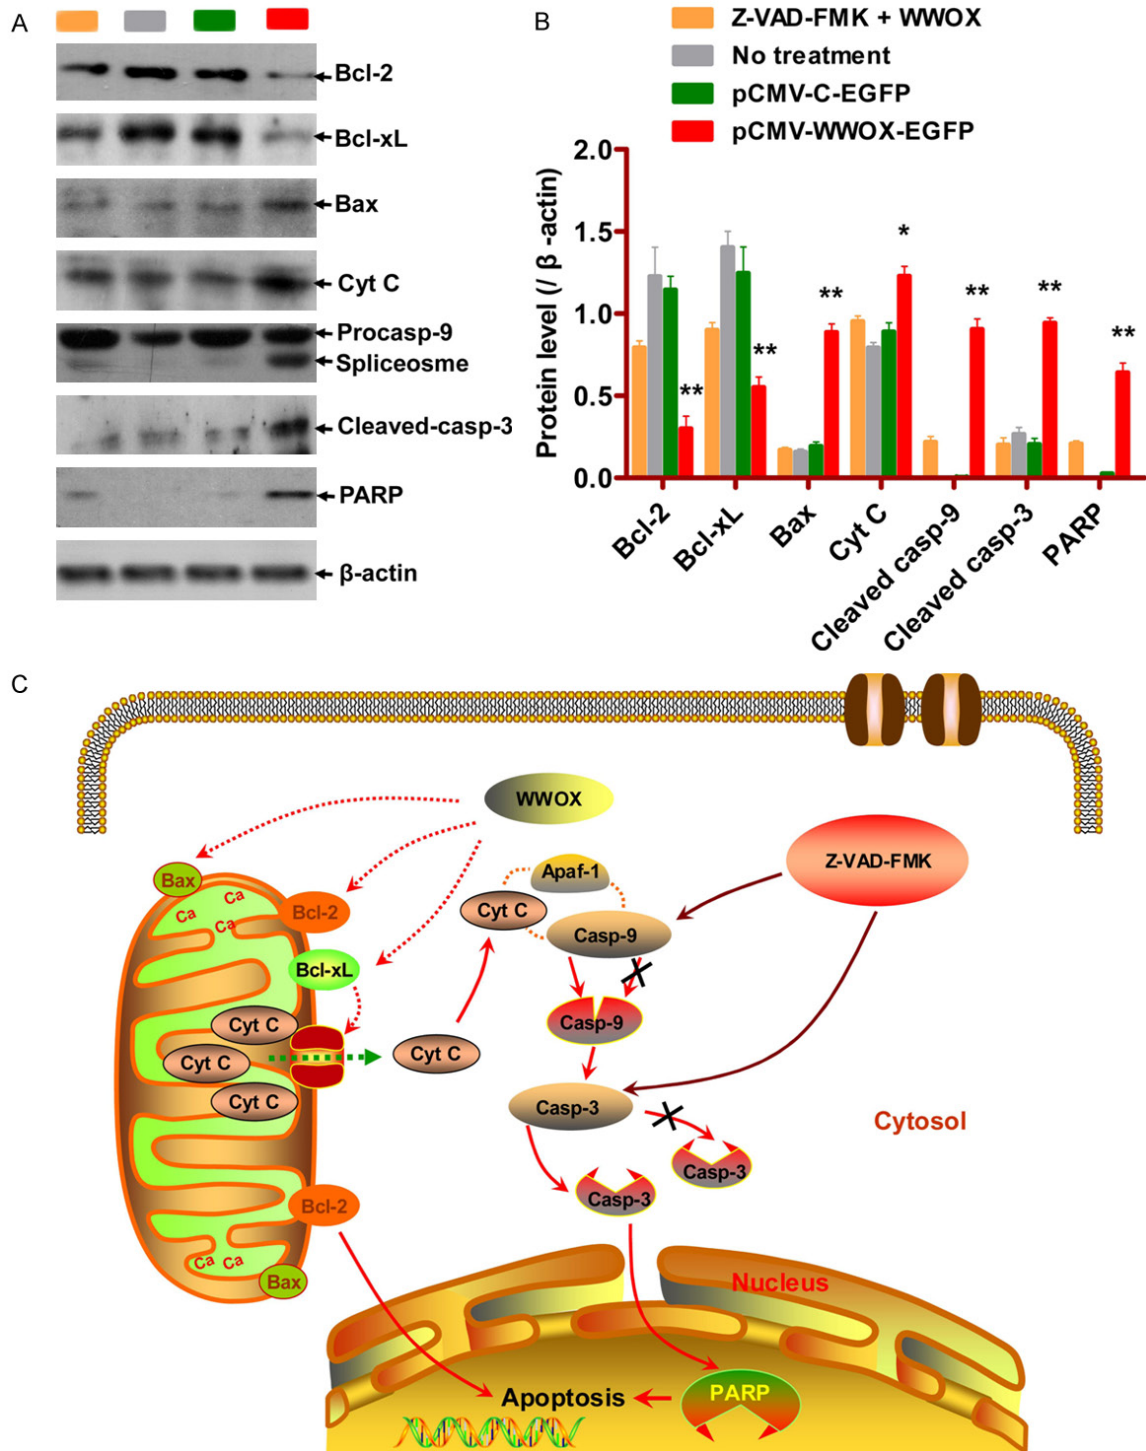 A
Bcl-2
Bcl-xL
Bax
Cyt C
Procasp-9
Spliceosme
Cleaved-casp-3
PARP
β-actin
B
Z-VAD-FMK + WWOX
No treatment
pCMV-C-EGFP
pCMV-WWOX-EGFP
Protein level (/ β -actin)
2.0
1.5
1.0
0.5
0.0
**
**
**
*
**
**
**
Bcl-2
Bcl-xL
Bax
Cyt C
Cleaved casp-9
Cleaved casp-3
PARP
C
WWOX
Z-VAD-FMK
Apaf-1
Bax
Ca
Ca
Ca
Bcl-2
Cyt C
Casp-9
Bcl-xL
Cyt C
Casp-9
Cyt C
Cyt C
Cyt C
Casp-3
Cytosol
Casp-3
Casp-3
Bcl-2
Ca
Ca
Bax
Nucleus
PARP
Apoptosis